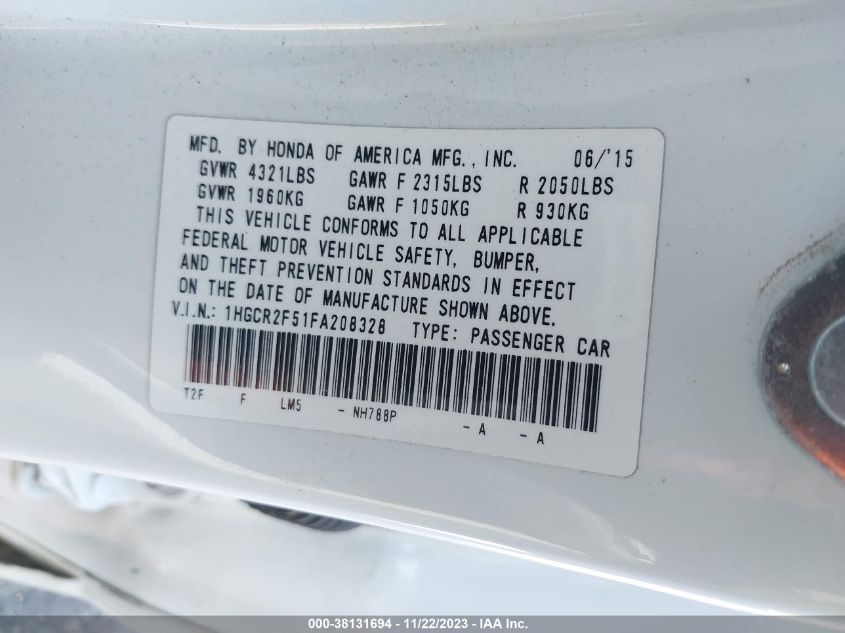 MFD. BY HONDA OF AMERICA MFG., INC. 06/'15
GVWR 4321LBS GAWR F 2315LBS R 2050LBS
GVWR 1960KG GAWR F 1050KG R 930KG
THIS VEHICLE CONFORMS TO ALL APPLICABLE
FEDERAL MOTOR VEHICLE SAFETY, BUMPER,
AND THEFT PREVENTION STANDARDS IN EFFECT
ON THE DATE OF MANUFACTURE SHOWN ABOVE.
V.I.N.: 1HGCR2F51FA208328 TYPE: PASSENGER CAR
T2F F LM5 - NH788P - A - A
000-38131694 - 11/22/2023 - IAA Inc.